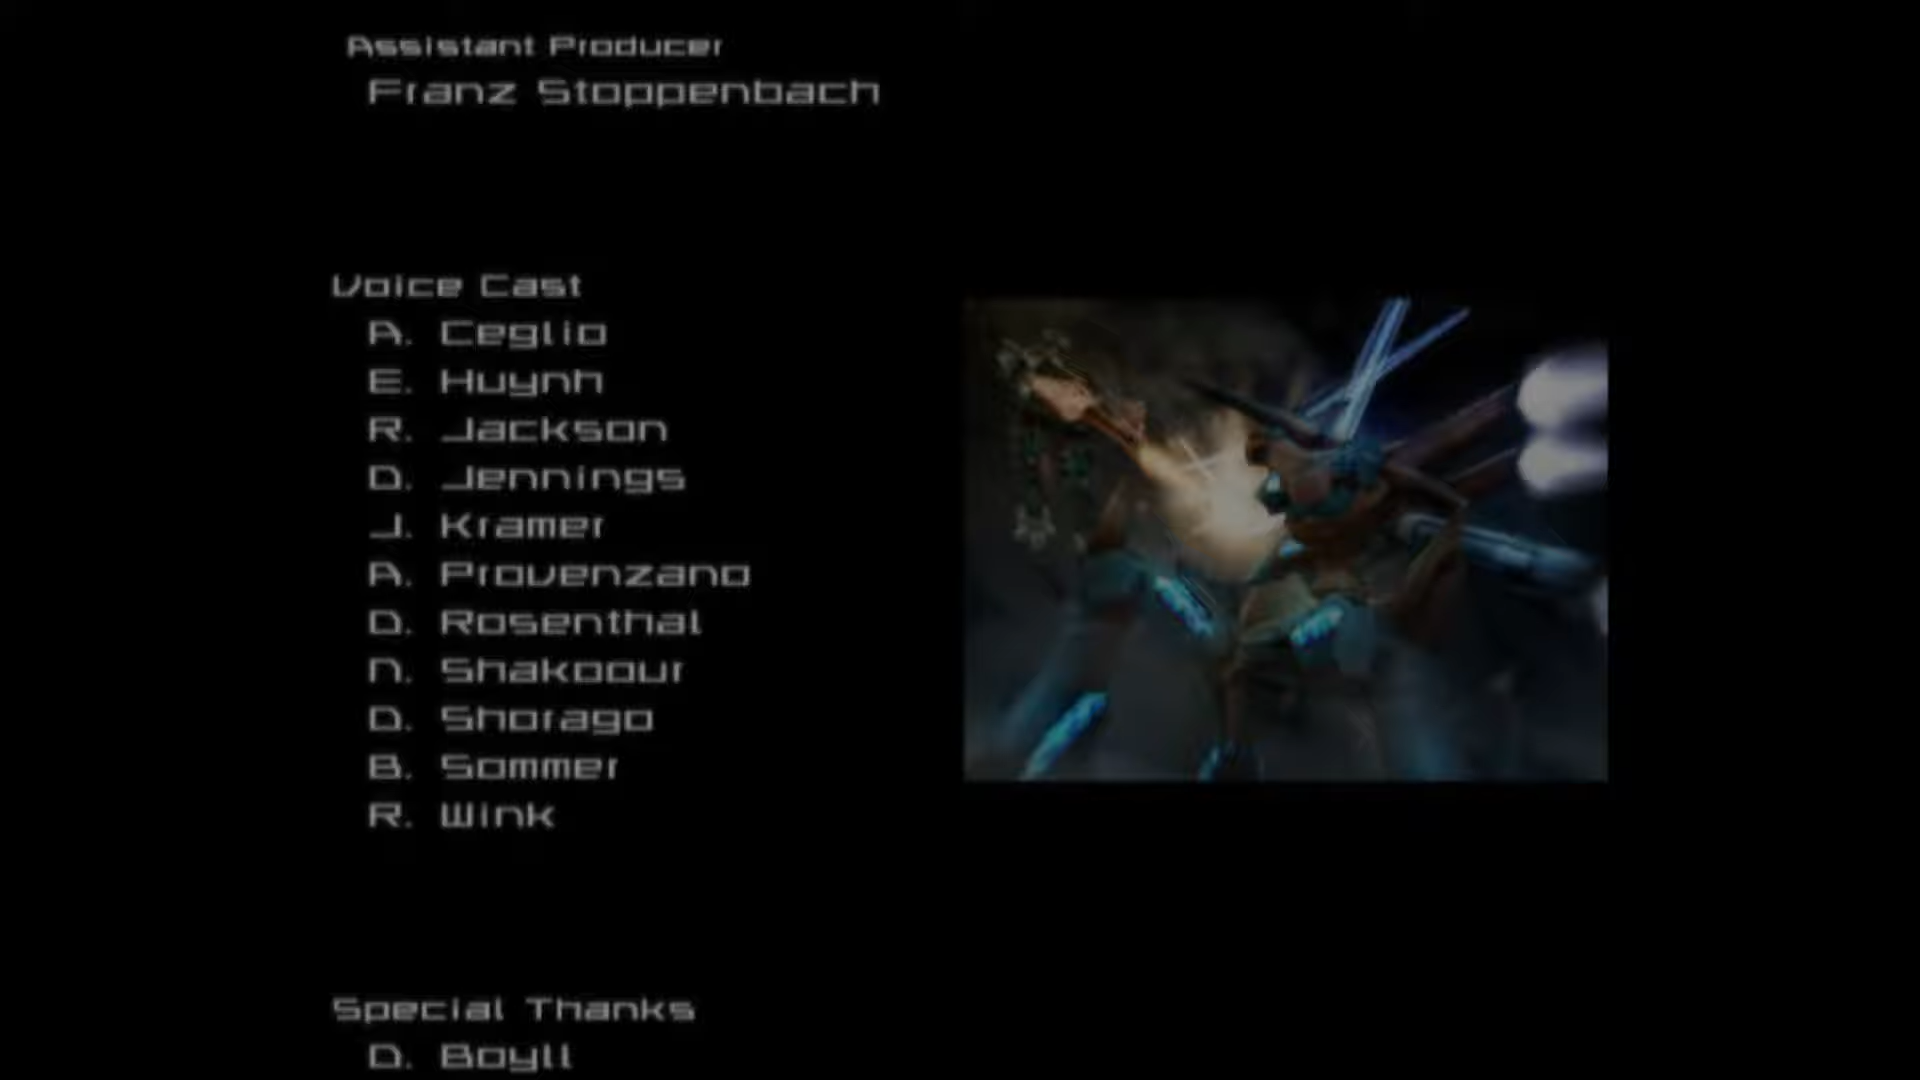 Assistant Producer
Franz Stoppenbach
Voice Cast
A. Ceglio
E. Huynh
R. Jackson
D. Jennings
J. Kramer
A. Provenzano
D. Rosenthal
N. Shakoour
D. Shorago
B. Sommer
R. Wink
Special Thanks
D. Boyll